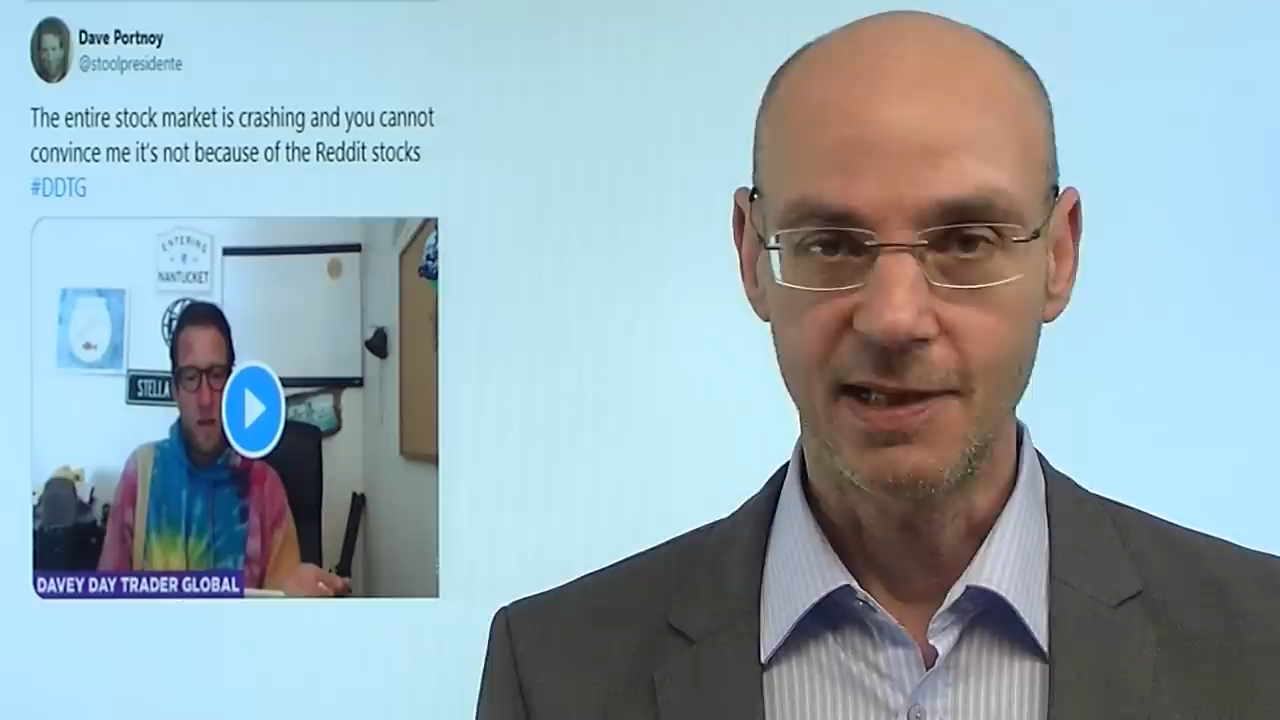 Dave Portnoy
@stoolpresidente
The entire stock market is crashing and you cannot
convince me it's not because of the Reddit stocks
#DDTG
ENTERING
NANTUCKET
STELLA
DAVEY DAY TRADER GLOBAL